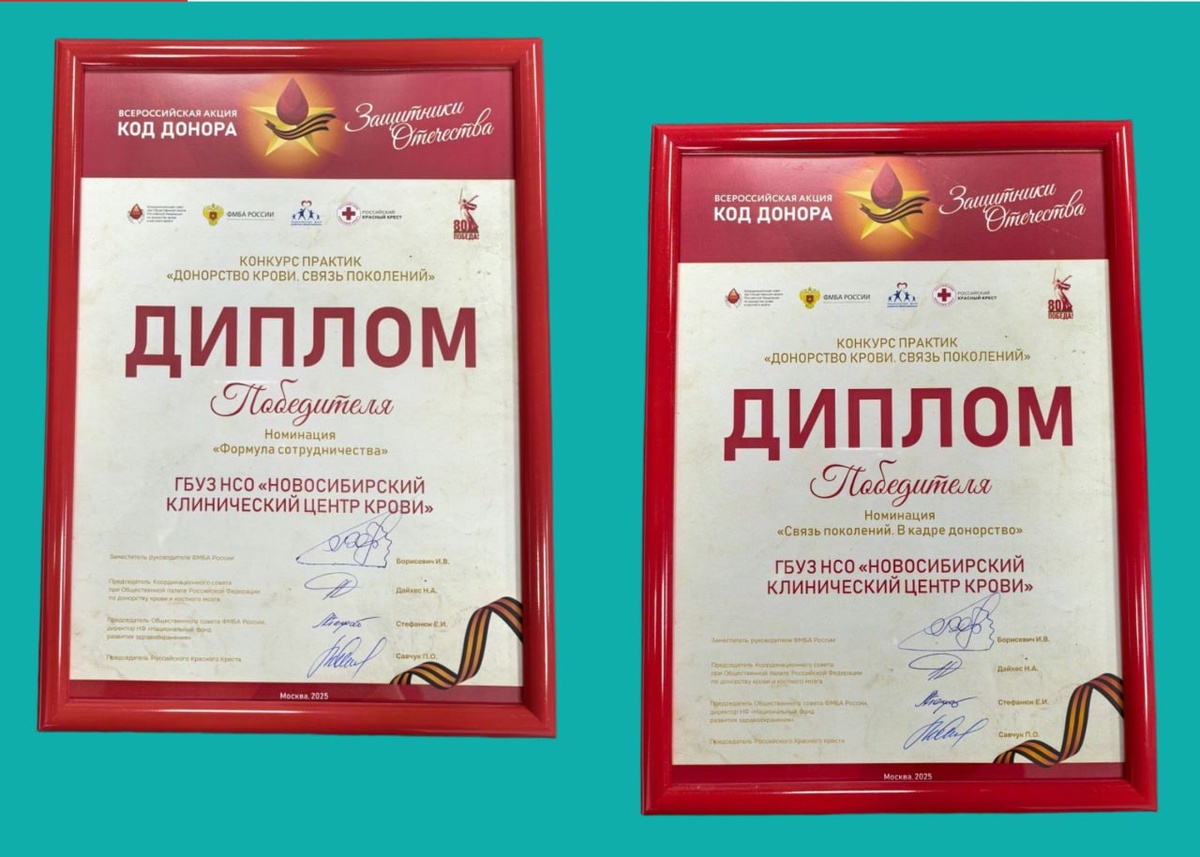 ВСЕРОССИЙСКАЯ АКЦИЯ
КОД ДОНОРА
Защитники
Отечества
ФМБА РОССИИ
РОССИЙСКИЙ
КРАСНЫЙ КРЕСТ
80
ПОБЕДА!
КОНКУРС ПРАКТИК
«ДОНОРСТВО КРОВИ. СВЯЗЬ ПОКОЛЕНИЙ»
ДИПЛОМ
Победителя
Номинация
«Формула сотрудничества»
ГБУЗ НСО «НОВОСИБИРСКИЙ
КЛИНИЧЕСКИЙ ЦЕНТР КРОВИ»
Заместитель руководителя ФМБА России
Борисевич И.В.
Председатель Координационного совета
при Общественной палате Российской Федерации
по донорству крови и костного мозга
Дайхес Н.А.
Председатель Общественного совета ФМБА России,
директор НФ «Национальный фонд
развития здравоохранения»
Стефанюк Е.И.
Председатель Российского Красного Креста
Савчук П.О.
Москва, 2025
ВСЕРОССИЙСКАЯ АКЦИЯ
КОД ДОНОРА
Защитники
Отечества
ФМБА РОССИИ
РОССИЙСКИЙ
КРАСНЫЙ КРЕСТ
80
ПОБЕДА!
КОНКУРС ПРАКТИК
«ДОНОРСТВО КРОВИ. СВЯЗЬ ПОКОЛЕНИЙ»
ДИПЛОМ
Победителя
Номинация
«Связь поколений. В кадре донорство»
ГБУЗ НСО «НОВОСИБИРСКИЙ
КЛИНИЧЕСКИЙ ЦЕНТР КРОВИ»
Заместитель руководителя ФМБА России
Борисевич И.В.
Председатель Координационного совета
при Общественной палате Российской Федерации
по донорству крови и костного мозга
Дайхес Н.А.
Председатель Общественного совета ФМБА России,
директор НФ «Национальный фонд
развития здравоохранения»
Стефанюк Е.И.
Председатель Российского Красного Креста
Савчук П.О.
Москва, 2025